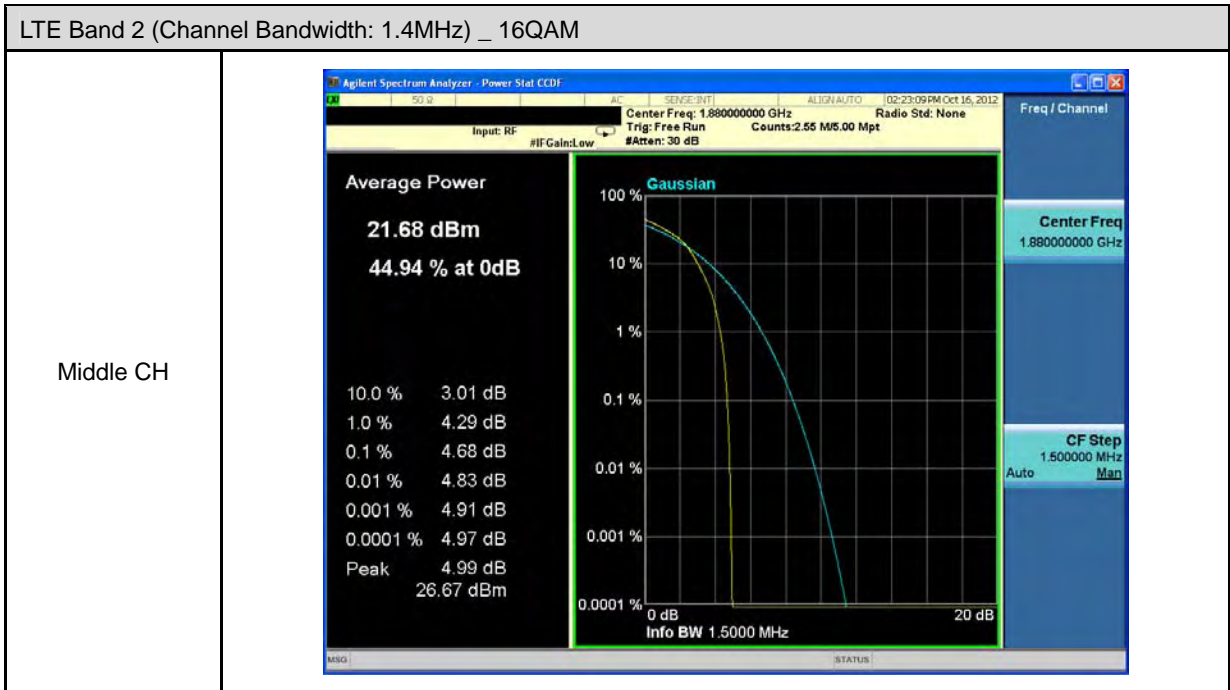 LTE Band 2 (Channel Bandwidth: 1.4MHz) _ 16QAM
Middle CH
Agilent Spectrum Analyzer - Power Stat CCDF
50 Ω AC SENSE:INT ALIGN AUTO 02:23:09 PM Oct 16, 2012
Center Freq: 1.880000000 GHz Radio Std: None
Input: RF Trig: Free Run Counts:2.55 M/5.00 Mpt
#IFGain:Low #Atten: 30 dB
Freq / Channel
Average Power
21.68 dBm
44.94 % at 0dB
10.0 % 3.01 dB
1.0 % 4.29 dB
0.1 % 4.68 dB
0.01 % 4.83 dB
0.001 % 4.91 dB
0.0001 % 4.97 dB
Peak 4.99 dB
26.67 dBm
Gaussian
100 %
10 %
1 %
0.1 %
0.01 %
0.001 %
0.0001 %
0 dB 20 dB
Info BW 1.5000 MHz
Center Freq
1.880000000 GHz
CF Step
1.500000 MHz
Auto Man
MSG STATUS